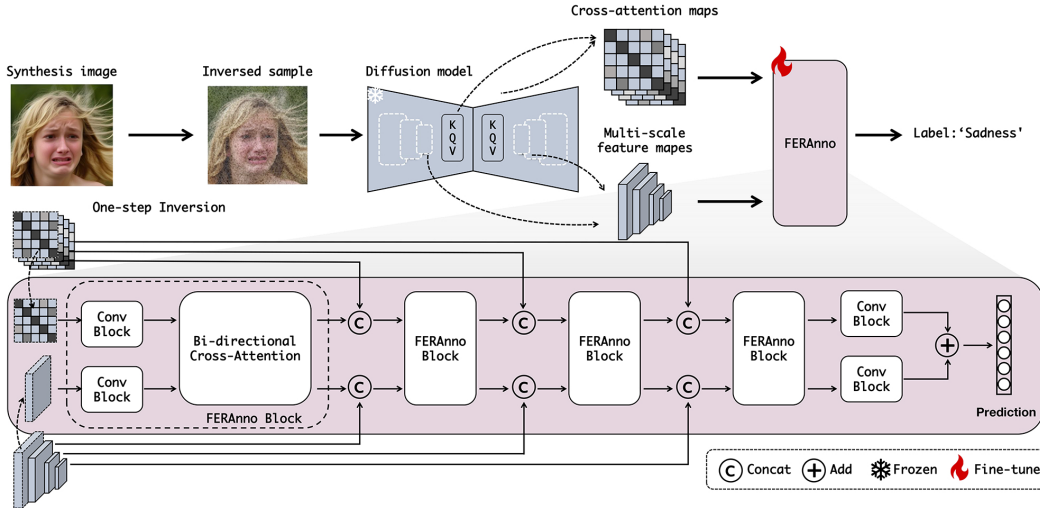 Cross-attention maps
Synthesis image
Inversed sample
Diffusion model
K
Q
V
K
Q
V
Multi-scale
feature mapes
FERAnno
Label:‘Sadness'
One-step Inversion
Conv
Block
Conv
Block
Bi-directional
Cross-Attention
FERAnno Block
C
C
FERAnno
Block
C
C
FERAnno
Block
C
C
FERAnno
Block
Conv
Block
Conv
Block
Prediction
C Concat
Add
Frozen
Fine-tune